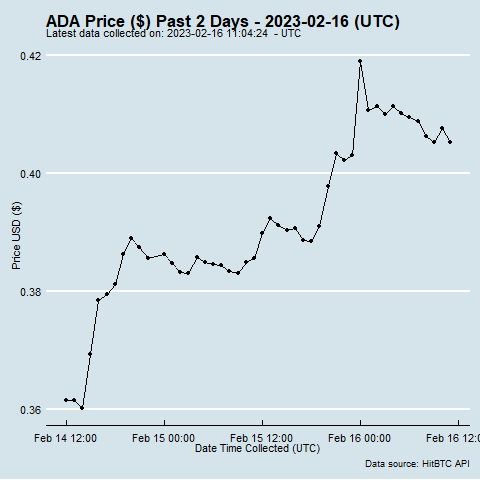 ADA Price ($) Past 2 Days - 2023-02-16 (UTC)
Latest data collected on: 2023-02-16 11:04:24  - UTC
0.42
0.40
0.38
0.36
Price USD ($)
Feb 14 12:00 Feb 15 00:00 Feb 15 12:00 Feb 16 00:00 Feb 16 12:0
Date Time Collected (UTC)
Data source: HitBTC API